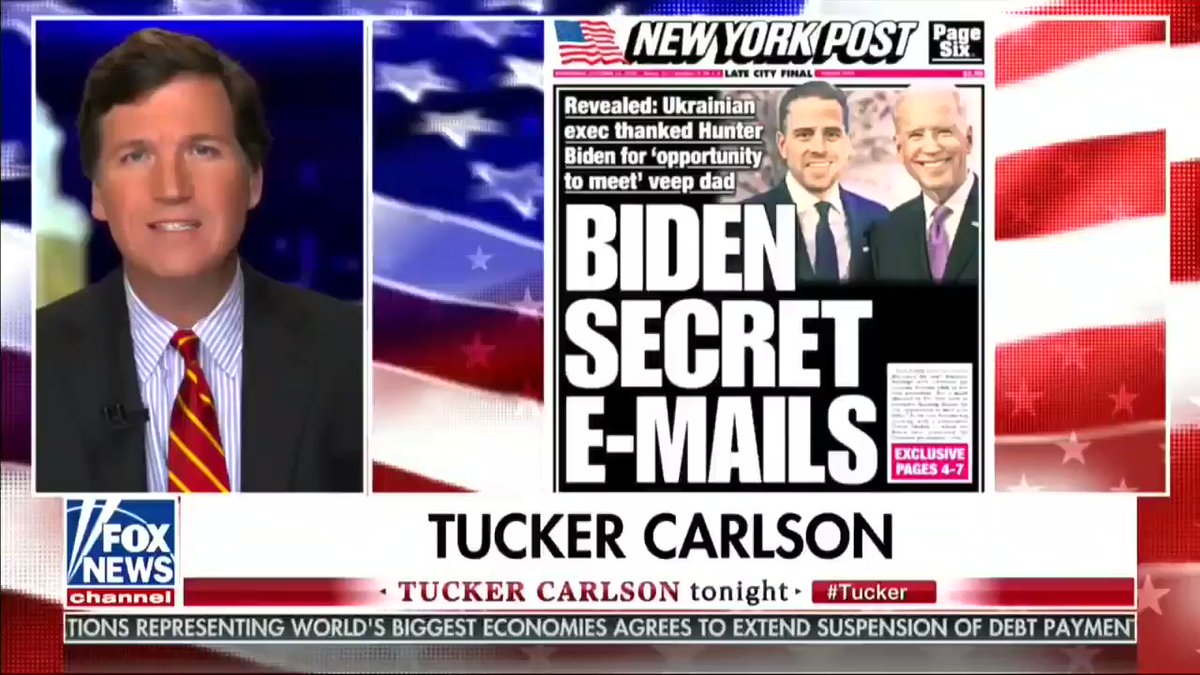 NEW YORK POST
Page
Six
LATE CITY FINAL
Revealed: Ukrainian
exec thanked Hunter
Biden for ‘opportunity
to meet’ veep dad
BIDEN
SECRET
E-MAILS
EXCLUSIVE
PAGES 4-7
FOX
NEWS
channel
TUCKER CARLSON
TUCKER CARLSON tonight
#Tucker
TIONS REPRESENTING WORLD'S BIGGEST ECONOMIES AGREES TO EXTEND SUSPENSION OF DEBT PAYMEN